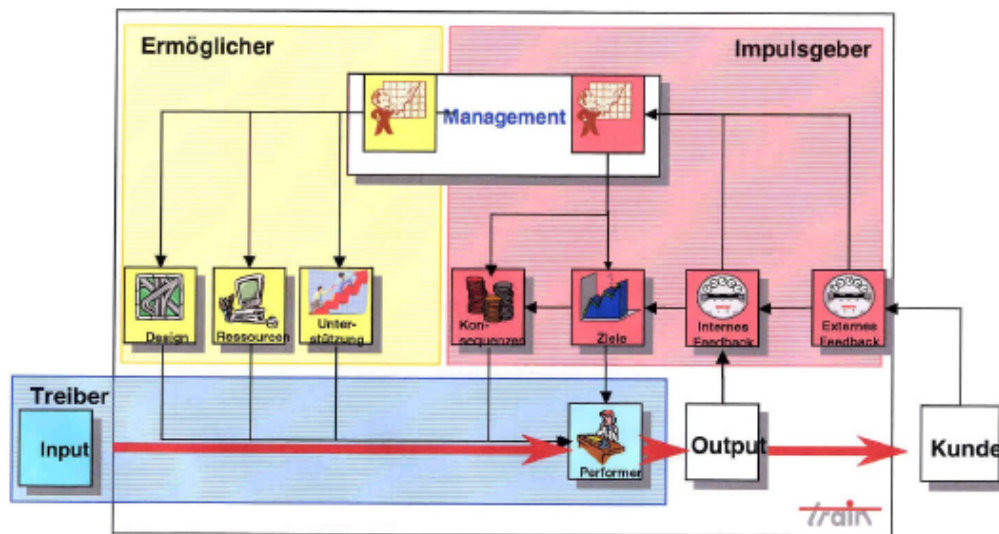 Ermöglicher
Impulsgeber
Management
Design
Ressourcen
Unter-
stützung
Kon-
sequenzen
Ziele
Internes
Feedback
Externes
Feedback
Treiber
Input
Performer
Output
Kunde
train